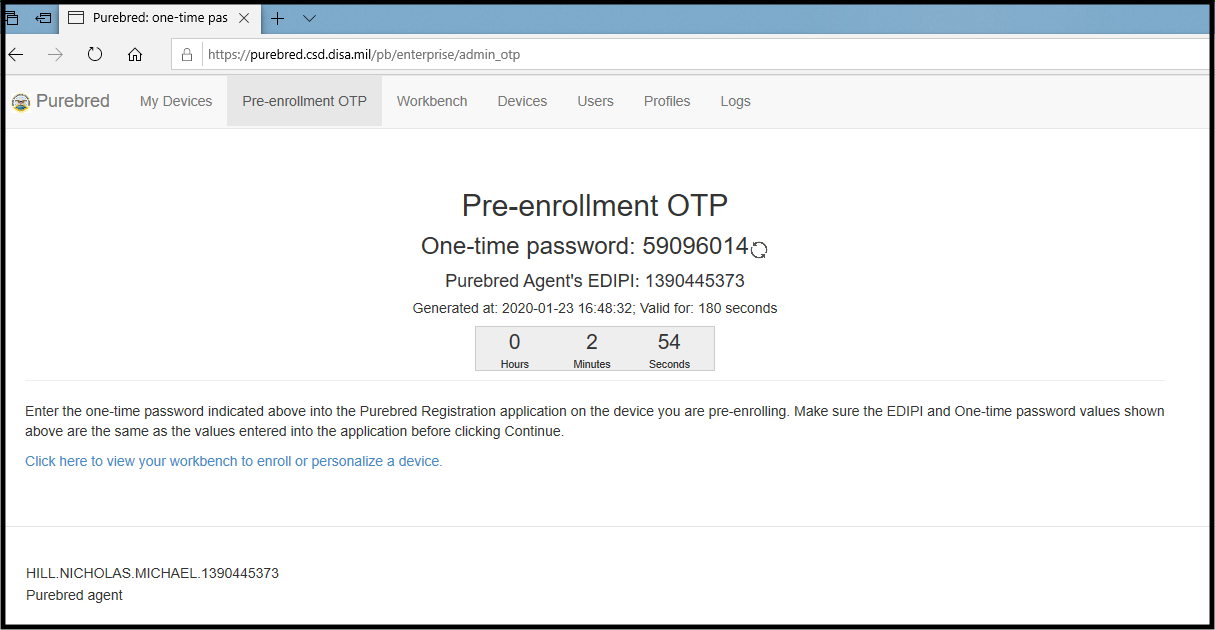 Purebred: one-time pas
https://purebred.csd.disa.mil/pb/enterprise/admin_otp
Purebred My Devices Pre-enrollment OTP Workbench Devices Users Profiles Logs
Pre-enrollment OTP
One-time password: 59096014
Purebred Agent's EDIPI: 1390445373
Generated at: 2020-01-23 16:48:32; Valid for: 180 seconds
0 2 54
Hours Minutes Seconds
Enter the one-time password indicated above into the Purebred Registration application on the device you are pre-enrolling. Make sure the EDIPI and One-time password values shown
above are the same as the values entered into the application before clicking Continue.
Click here to view your workbench to enroll or personalize a device.
HILL.NICHOLAS.MICHAEL.1390445373
Purebred agent